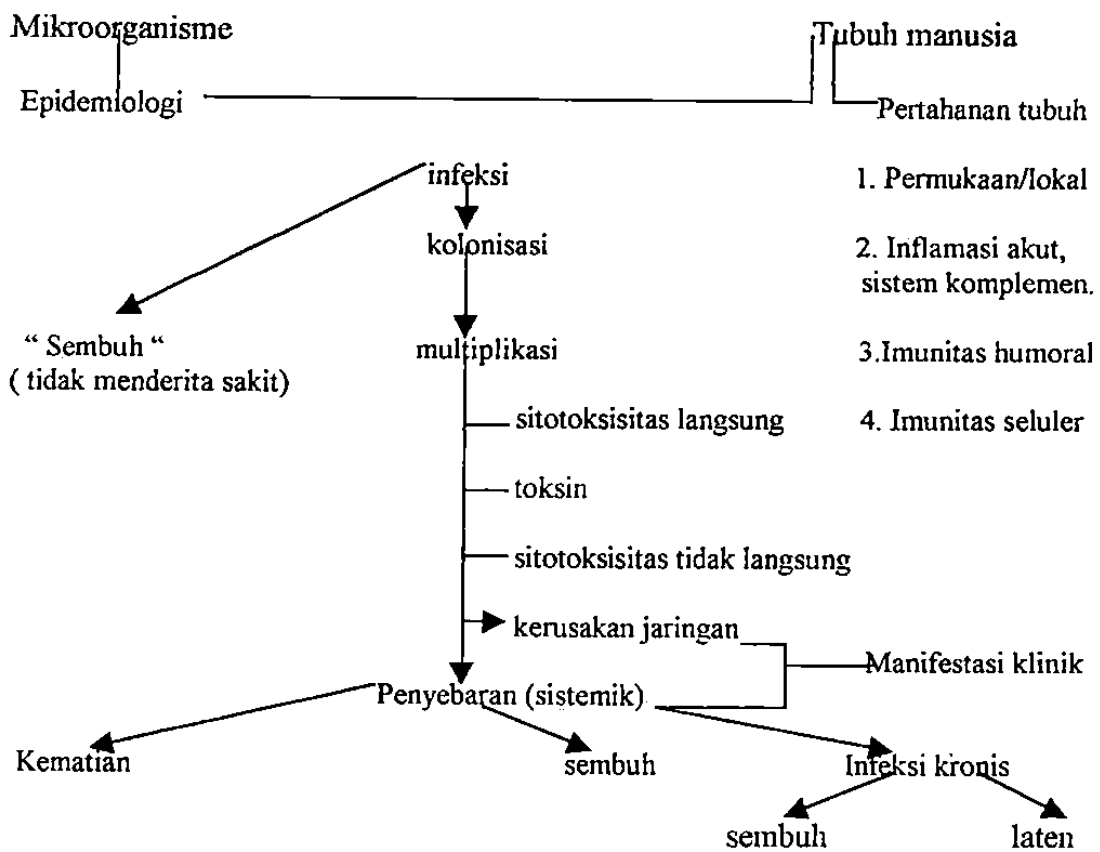 Mikroorganisme
Tubuh manusia
Epidemiologi
Pertahanan tubuh
infeksi
1. Permukaan/lokal
kolonisasi
2. Inflamasi akut,
sistem komplemen.
“ Sembuh “
( tidak menderita sakit)
multiplikasi
3.Imunitas humoral
sitotoksisitas langsung
4. Imunitas seluler
toksin
sitotoksisitas tidak langsung
kerusakan jaringan
Manifestasi klinik
Penyebaran (sistemik)
Kematian
sembuh
Infeksi kronis
sembuh
laten